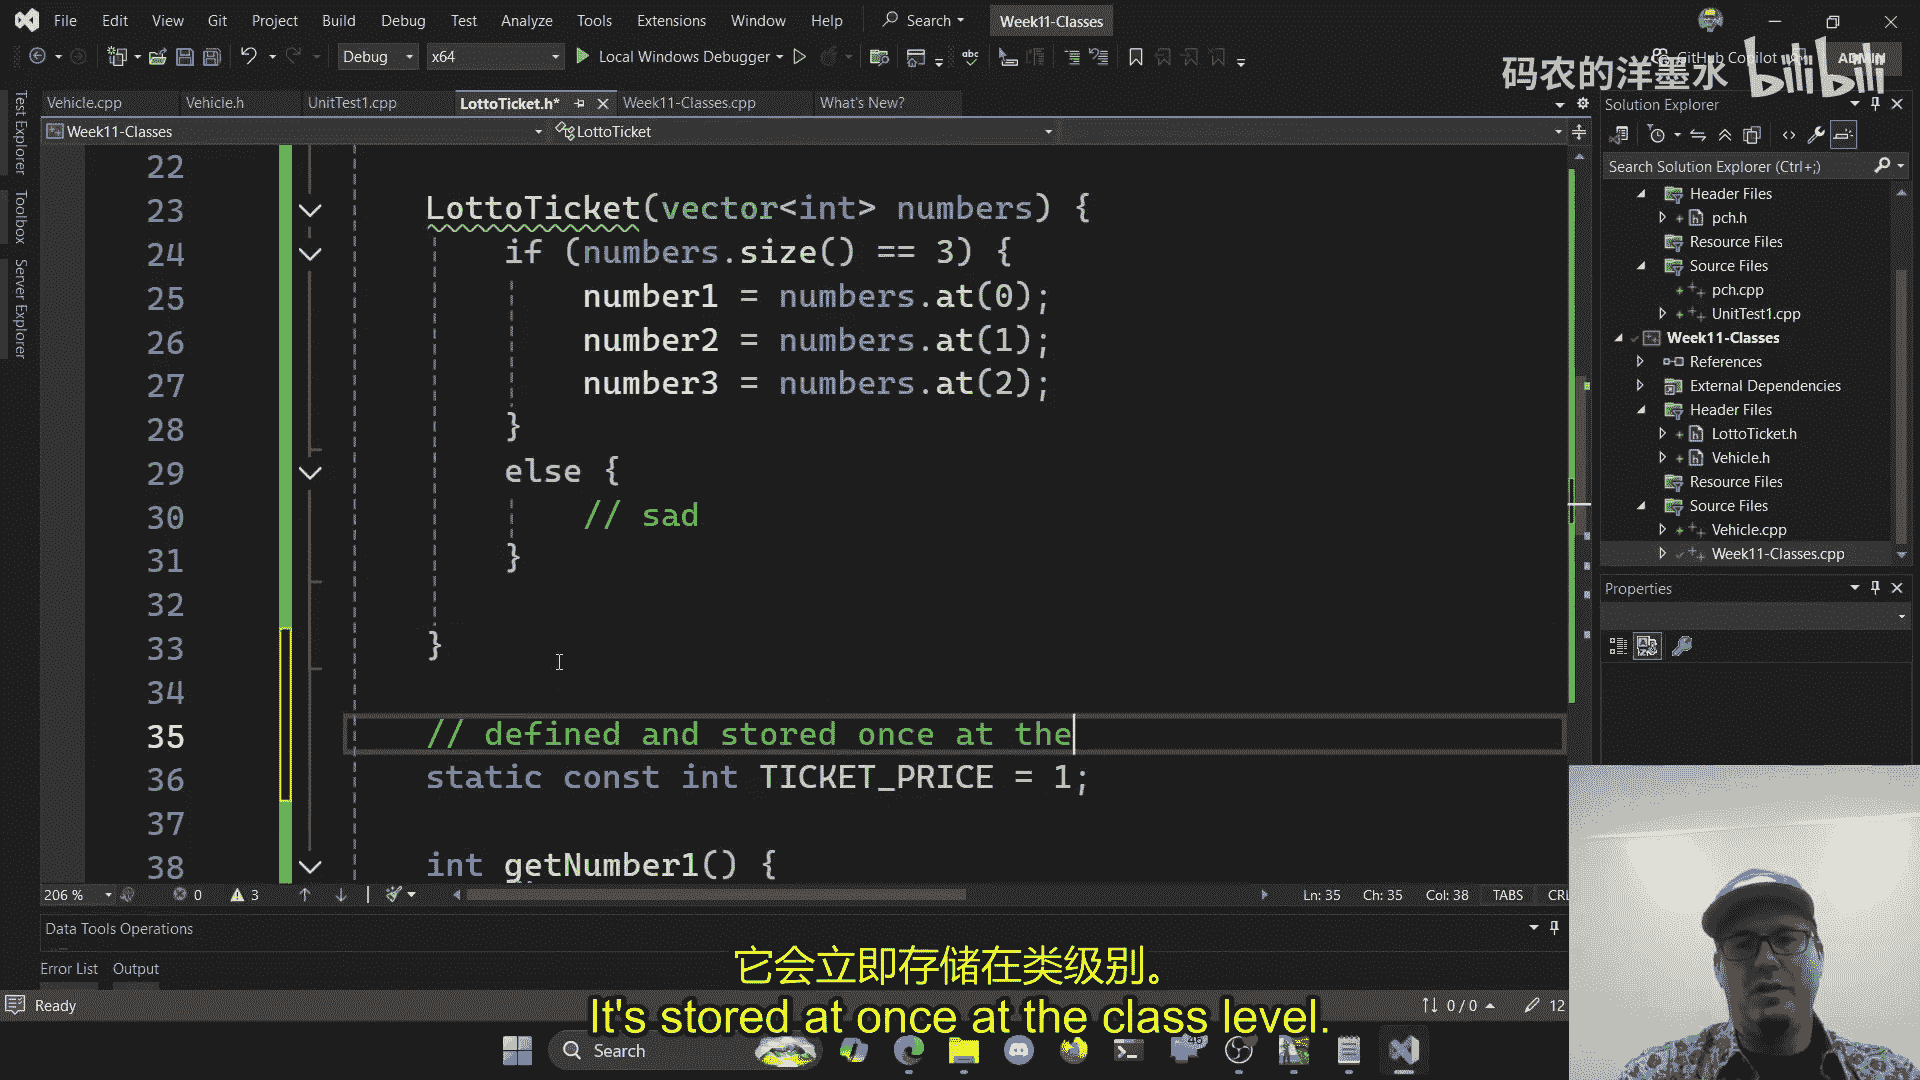 File Edit View Git Project Build Debug Test Analyze Tools Extensions Window Help Search Week11-Classes
Debug x64 Local Windows Debugger GitHub Copilot ADMIN
码农的洋墨水 bilibili
Test Explorer
Toolbox
Server Explorer
Vehicle.cpp Vehicle.h UnitTest1.cpp LottoTicket.h* Week11-Classes.cpp What's New?
Week11-Classes LottoTicket
22
23 LottoTicket(vector<int> numbers) {
24 if (numbers.size() == 3) {
25 number1 = numbers.at(0);
26 number2 = numbers.at(1);
27 number3 = numbers.at(2);
28 }
29 else {
30 // sad
31 }
32
33 }
34
35 // defined and stored once at the
36 static const int TICKET_PRICE = 1;
37
38 int getNumber1() {
206 % 0 3 Ln: 35 Ch: 35 Col: 38 TABS CRL
Solution Explorer
Search Solution Explorer (Ctrl+;)
Header Files
pch.h
Resource Files
Source Files
pch.cpp
UnitTest1.cpp
Week11-Classes
References
External Dependencies
Header Files
LottoTicket.h
Vehicle.h
Resource Files
Source Files
Vehicle.cpp
Week11-Classes.cpp
Properties
Data Tools Operations
Error List Output
Ready 0 / 0 12
它会立即存储在类级别。
It's stored at once at the class level.
Search